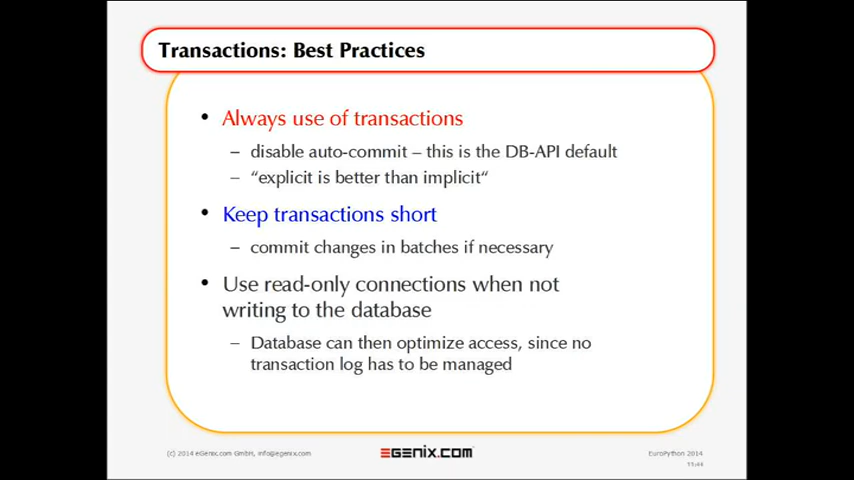 Transactions: Best Practices
• Always use of transactions
– disable auto-commit – this is the DB-API default
– “explicit is better than implicit“
• Keep transactions short
– commit changes in batches if necessary
• Use read-only connections when not
writing to the database
– Database can then optimize access, since no
transaction log has to be managed
(c) 2014 eGenix.com GmbH, info@egenix.com
EGENIX.COM
EuroPython 2014
11:44